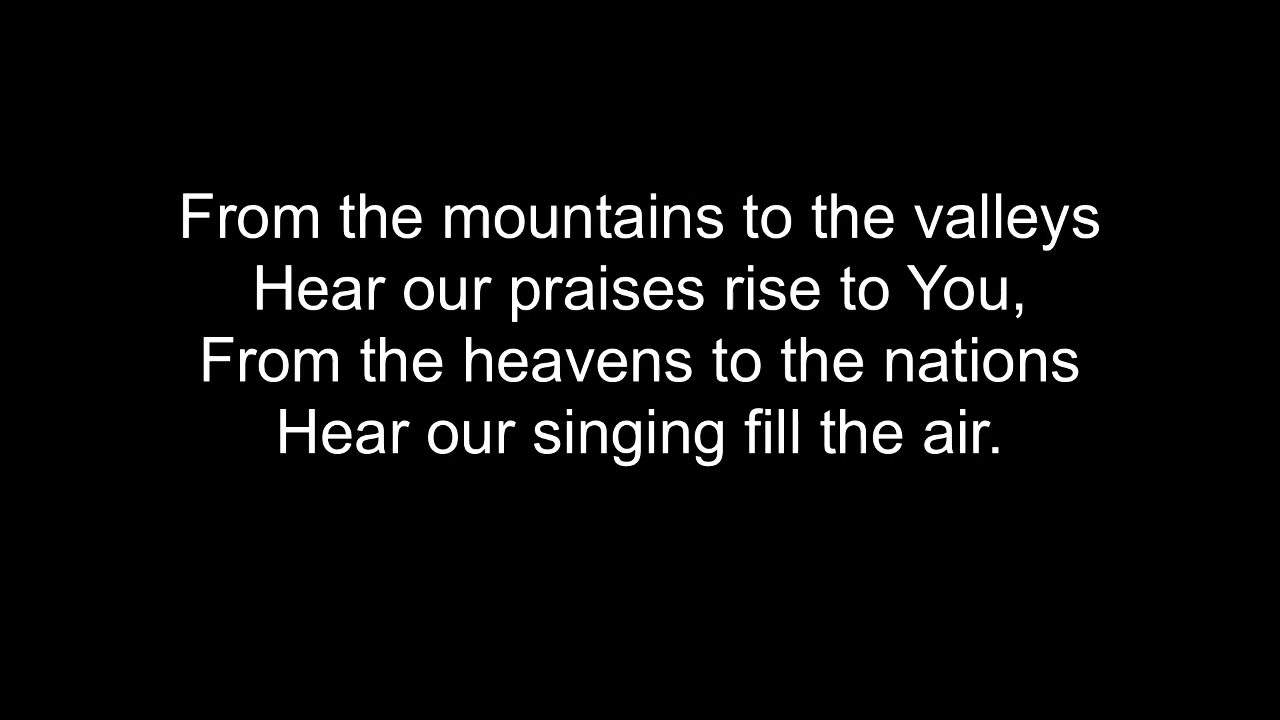 From the mountains to the valleys
Hear our praises rise to You,
From the heavens to the nations
Hear our singing fill the air.